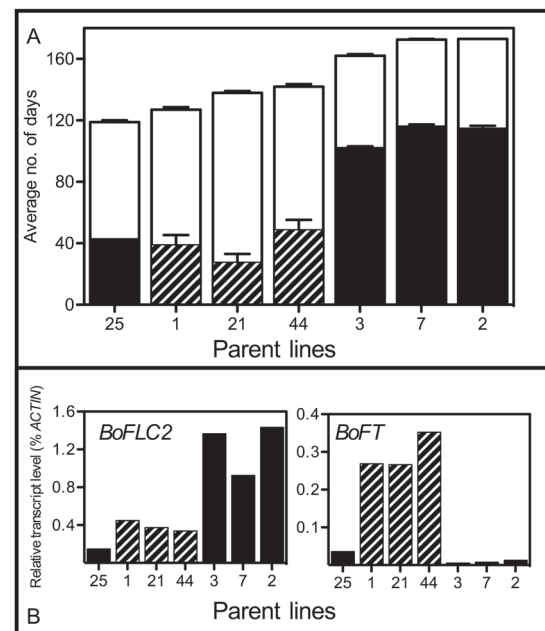 A
Average no. of days
160
120
80
40
0
25 1 21 44 3 7 2
Parent lines
Relative transcript level (% ACTIN)
BoFLC2
1.6
1.2
0.8
0.4
25 1 21 44 3 7 2
BoFT
0.4
0.3
0.2
0.1
25 1 21 44 3 7 2
B
Parent lines